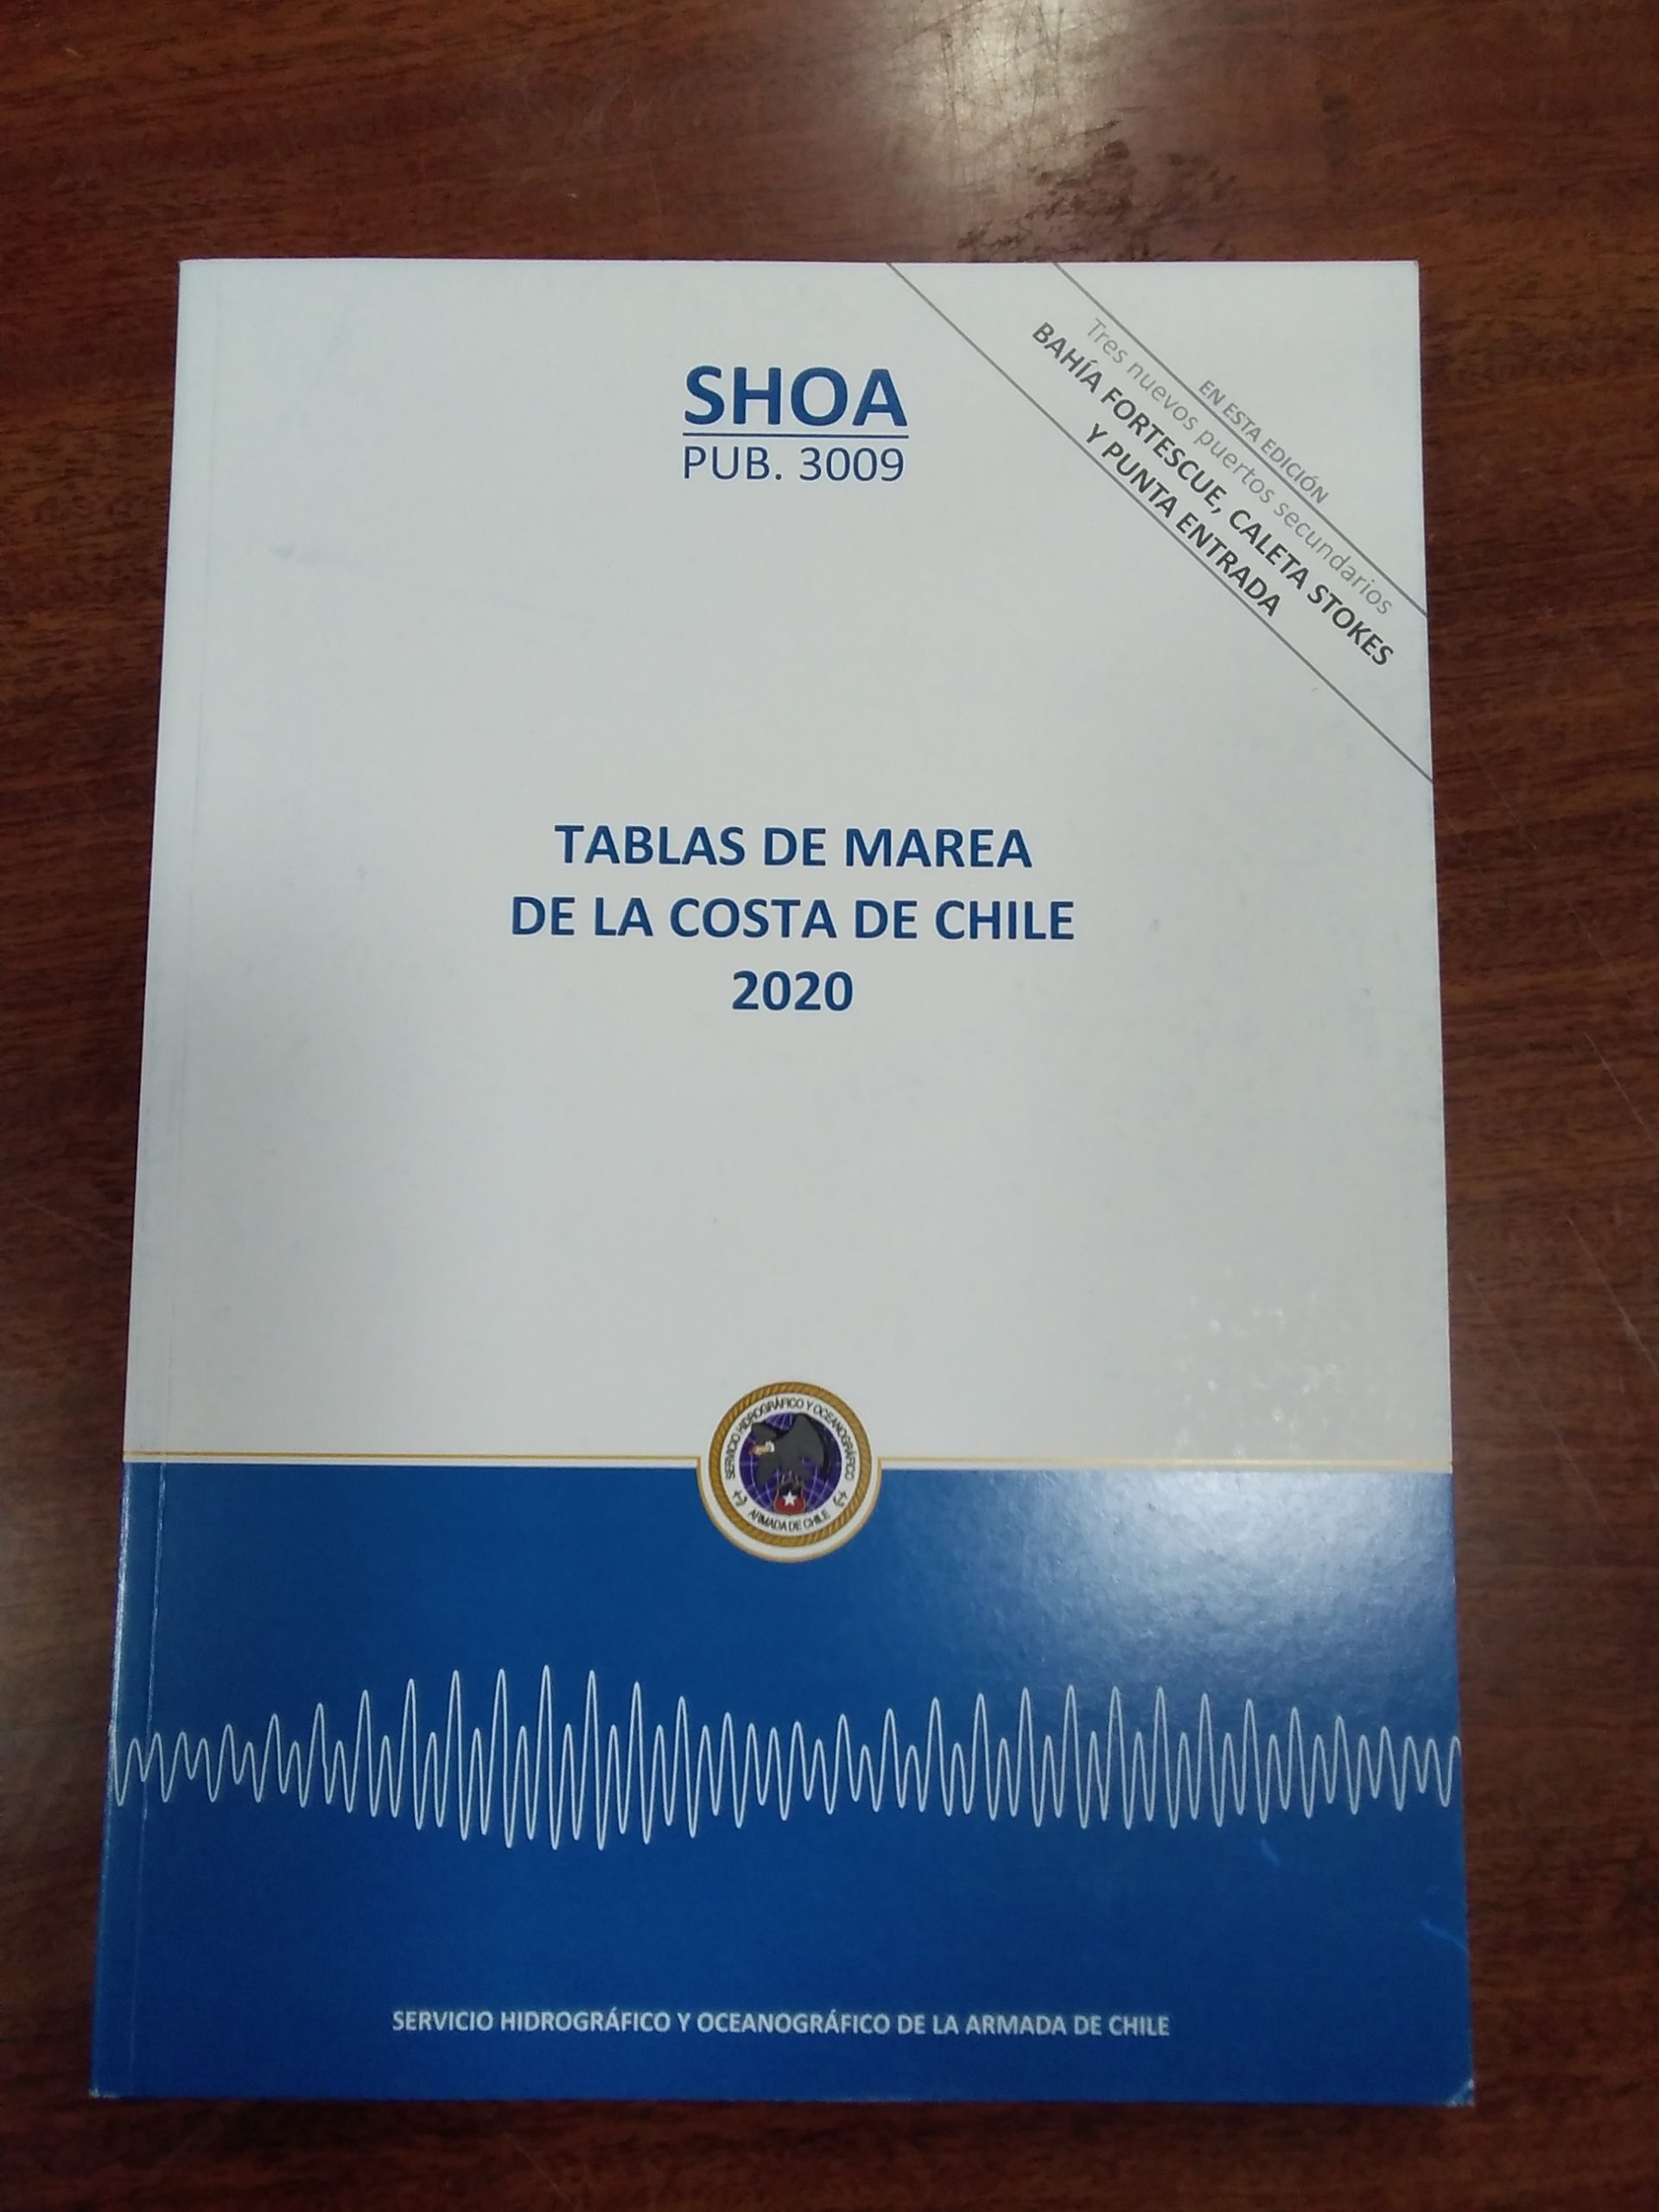 SHOA
PUB. 3009
EN ESTA EDICIÓN
Tres nuevos puertos secundarios
BAHÍA FORTESCUE, CALETA STOKES
Y PUNTA ENTRADA
TABLAS DE MAREA
DE LA COSTA DE CHILE
2020
SERVICIO HIDROGRÁFICO Y OCEANOGRÁFICO
ARMADA DE CHILE
SERVICIO HIDROGRÁFICO Y OCEANOGRÁFICO DE LA ARMADA DE CHILE